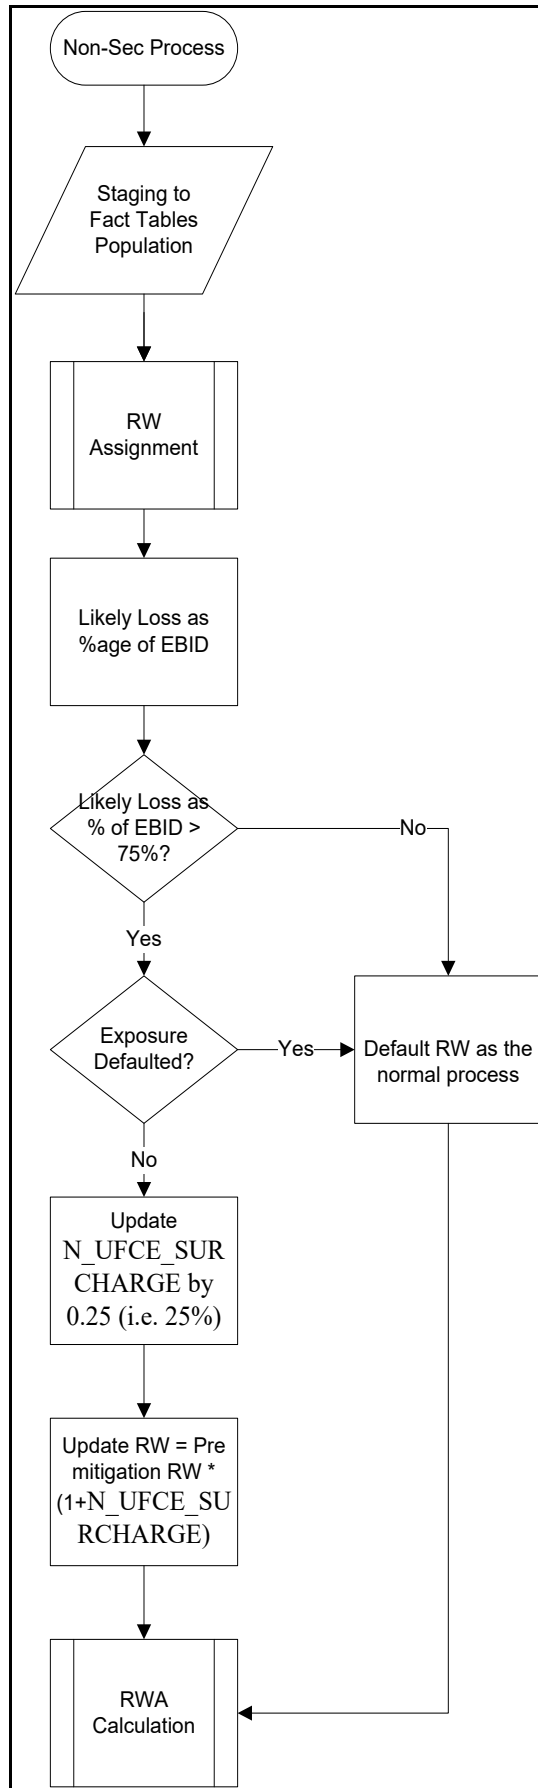 Non-Sec Process
Staging to
Fact Tables
Population
RW
Assignment
Likely Loss as
%age of EBID
Likely Loss as
% of EBID >
75%?
No
Yes
Exposure
Defaulted?
Yes
Default RW as the
normal process
No
Update
N_UFCE_SUR
CHARGE by
0.25 (i.e. 25%)
Update RW = Pre
mitigation RW *
(1+N_UFCE_SU
RCHARGE)
RWA
Calculation